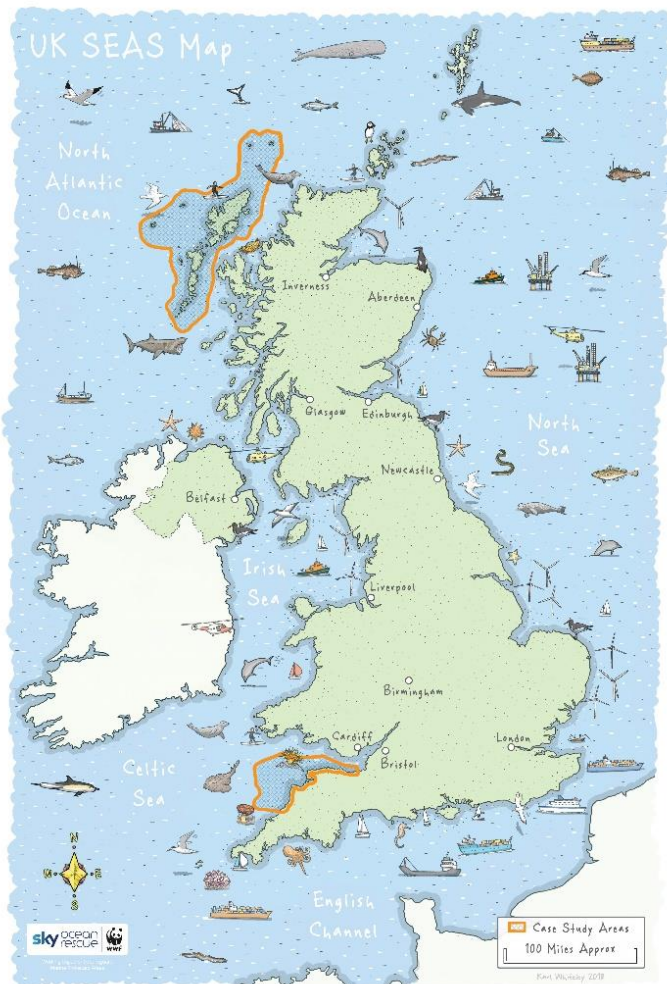 UK SEAS Map
North
Atlantic
Ocean
Inverness
Aberdeen
Glasgow
Edinburgh
North
Sea
Newcastle
Belfast
Irish
Sea
Liverpool
Birmingham
Cardiff
London
Bristol
Celtic
Sea
N
W
E
S
English
Channel
sky ocean rescue WWF
Case Study Areas
100 Miles Approx
Karl Whiteley 2018